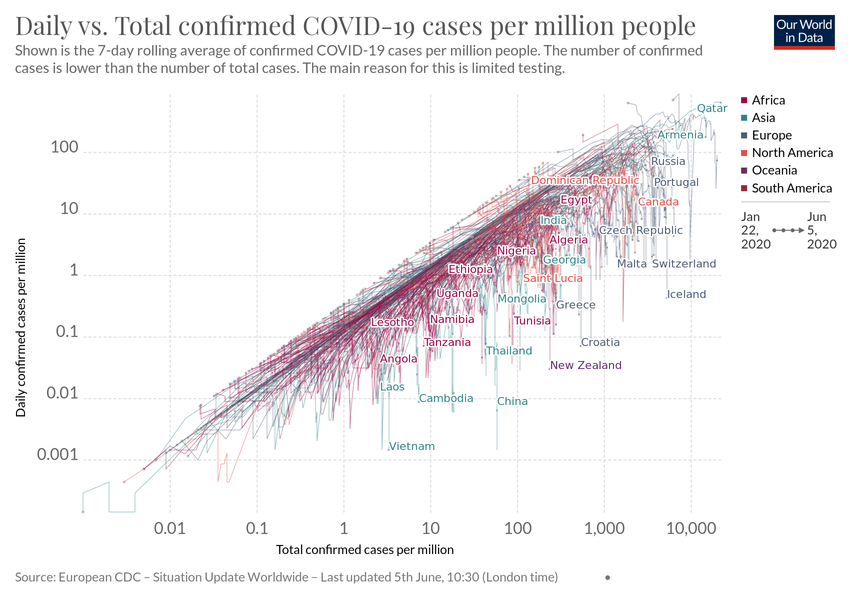 Daily vs. Total confirmed COVID-19 cases per million people
Shown is the 7-day rolling average of confirmed COVID-19 cases per million people. The number of confirmed
cases is lower than the number of total cases. The main reason for this is limited testing.
Our World
in Data
Africa
Asia
Europe
North America
Oceania
South America
Jan
22,
2020
Jun
5,
2020
Daily confirmed cases per million
100
10
1
0.1
0.01
0.001
Qatar
Armenia
Russia
Dominican Republic
Portugal
Egypt
Canada
India
Czech Republic
Algeria
Nigeria
Georgia
Malta
Switzerland
Ethiopia
Saint Lucia
Uganda
Mongolia
Iceland
Greece
Lesotho
Namibia
Tunisia
Tanzania
Croatia
Thailand
Angola
New Zealand
Laos
Cambodia
China
Vietnam
0.01
0.1
1
10
100
1,000
10,000
Total confirmed cases per million
Source: European CDC – Situation Update Worldwide – Last updated 5th June, 10:30 (London time)